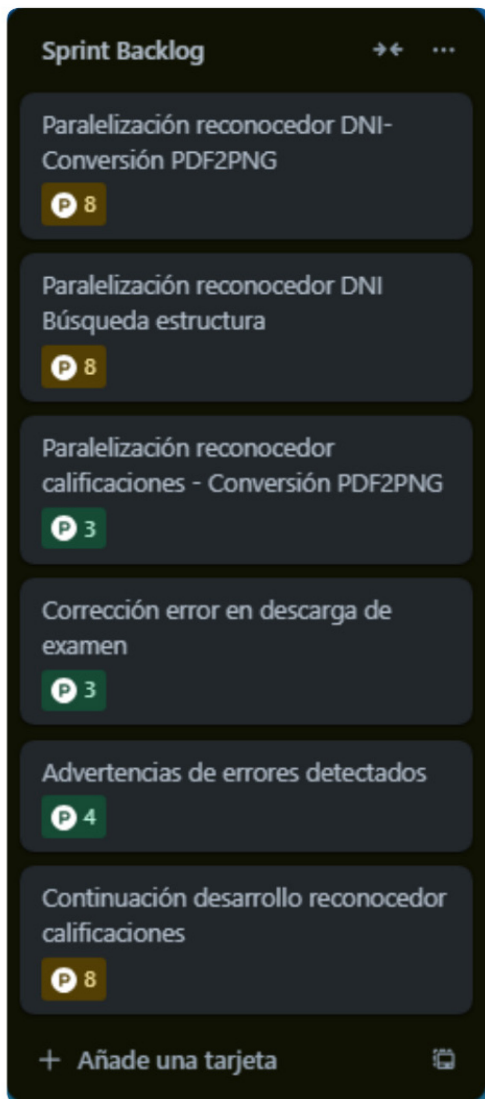 Sprint Backlog
Paralelización reconocedor DNI-
Conversión PDF2PNG
P 8
Paralelización reconocedor DNI
Búsqueda estructura
P 8
Paralelización reconocedor
calificaciones - Conversión PDF2PNG
P 3
Corrección error en descarga de
examen
P 3
Advertencias de errores detectados
P 4
Continuación desarrollo reconocedor
calificaciones
P 8
+ Añade una tarjeta